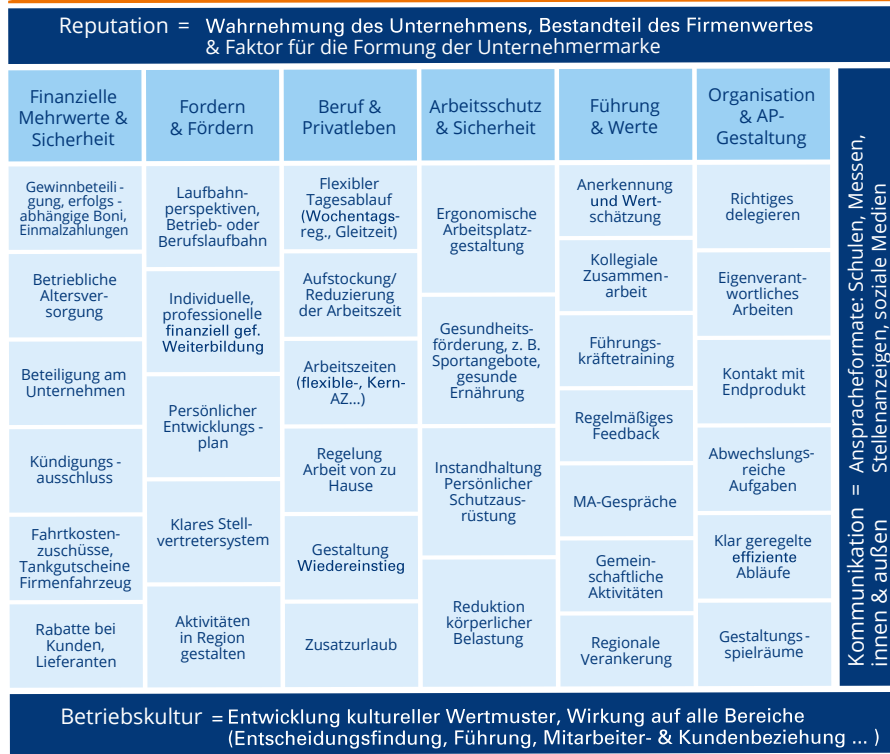 Reputation = Wahrnehmung des Unternehmens, Bestandteil des Firmenwertes
& Faktor für die Formung der Unternehmermarke
Finanzielle
Mehrwerte &
Sicherheit
Gewinnbeteili-
gung, erfolgs-
abhängige Boni,
Einmalzahlungen
Betriebliche
Altersver-
sorgung
Beteiligung am
Unternehmen
Kündigungs-
ausschluss
Fahrtkosten-
zuschüsse,
Tankgutscheine
Firmenfahrzeug
Rabatte bei
Kunden,
Lieferanten
Fordern
& Fördern
Laufbahn-
perspektiven,
Betrieb- oder
Berufslaufbahn
Individuelle,
professionelle
finanziell gef.
Weiterbildung
Persönlicher
Entwicklungs-
plan
Klares Stell-
vertretersystem
Aktivitäten
in Region
gestalten
Beruf &
Privatleben
Flexibler
Tagesablauf
(Wochentags-
reg., Gleitzeit)
Aufstockung/
Reduzierung
der Arbeitszeit
Arbeitszeiten
(flexible-, Kern-
AZ...)
Regelung
Arbeit von zu
Hause
Gestaltung
Wiedereinstieg
Zusatzurlaub
Arbeitsschutz
& Sicherheit
Ergonomische
Arbeitsplatz-
gestaltung
Gesundheits-
förderung, z. B.
Sportangebote,
gesunde
Ernährung
Instandhaltung
Persönlicher
Schutzaus-
rüstung
Reduktion
körperlicher
Belastung
Führung
& Werte
Anerkennung
und Wert-
schätzung
Kollegiale
Zusammen-
arbeit
Führungs-
kräftetraining
Regelmäßiges
Feedback
MA-Gespräche
Gemein-
schaftliche
Aktivitäten
Regionale
Verankerung
Organisation
& AP-
Gestaltung
Richtiges
delegieren
Eigenverant-
wortliches
Arbeiten
Kontakt mit
Endprodukt
Abwechslungs-
reiche
Aufgaben
Klar geregelte
effiziente
Abläufe
Gestaltungs-
spielräume
Kommunikation = Anspracheformate: Schulen, Messen,
innen & außen Stellenanzeigen, soziale Medien
Betriebskultur = Entwicklung kultureller Wertmuster, Wirkung auf alle Bereiche
(Entscheidungsfindung, Führung, Mitarbeiter- & Kundenbeziehung ... )